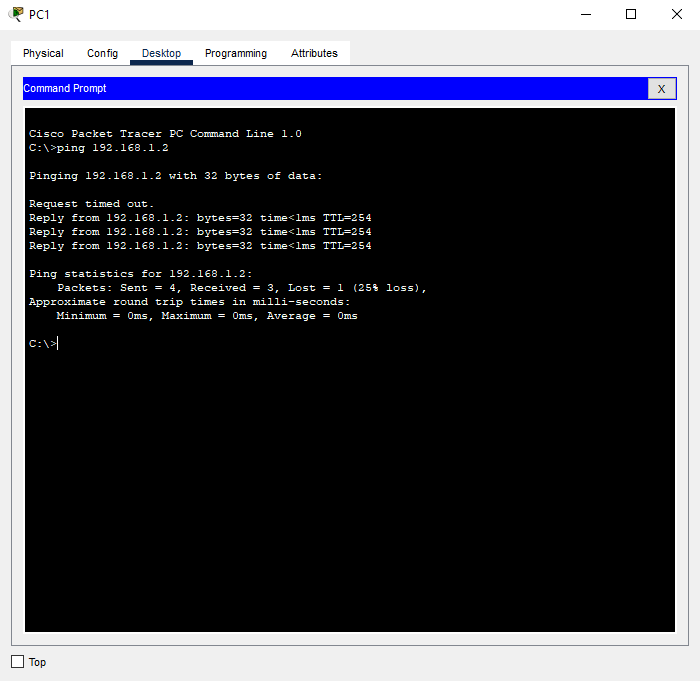 PC1
Physical Config Desktop Programming Attributes
Command Prompt
X
Cisco Packet Tracer PC Command Line 1.0
C:\>ping 192.168.1.2
Pinging 192.168.1.2 with 32 bytes of data:
Request timed out.
Reply from 192.168.1.2: bytes=32 time<1ms TTL=254
Reply from 192.168.1.2: bytes=32 time<1ms TTL=254
Reply from 192.168.1.2: bytes=32 time<1ms TTL=254
Ping statistics for 192.168.1.2:
Packets: Sent = 4, Received = 3, Lost = 1 (25% loss),
Approximate round trip times in milli-seconds:
Minimum = 0ms, Maximum = 0ms, Average = 0ms
C:\>
Top